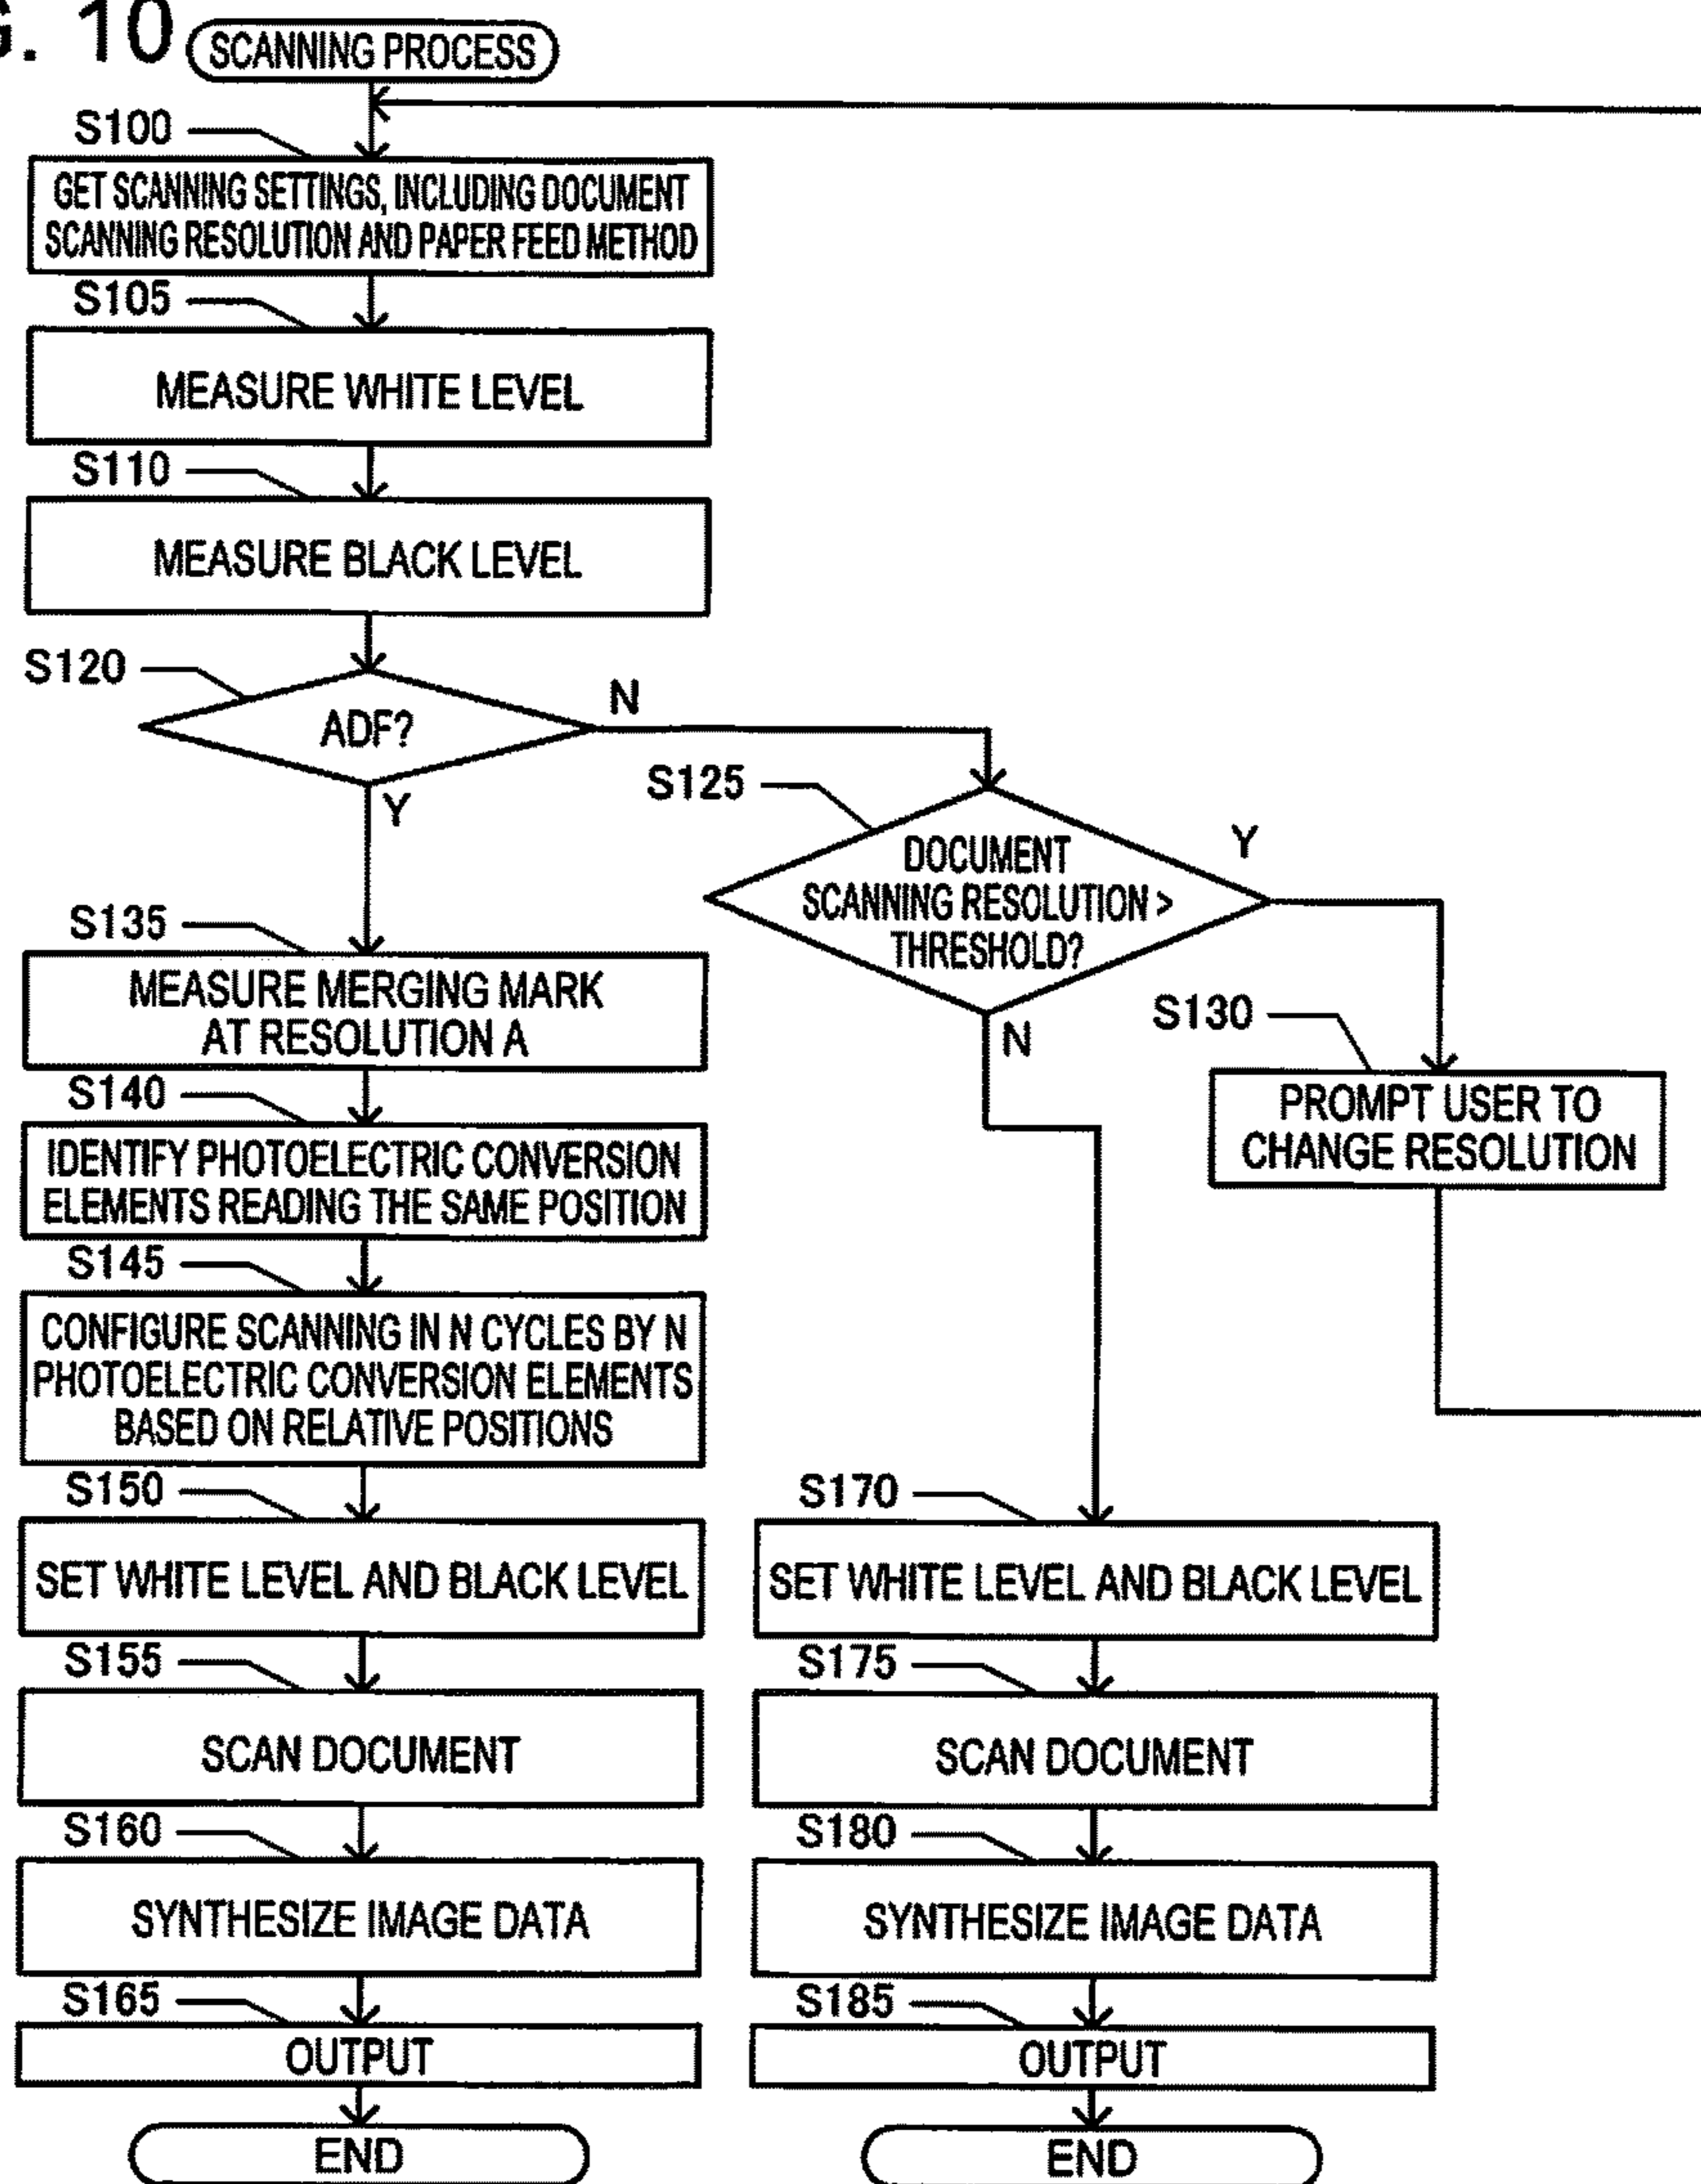 G. 10
SCANNING PROCESS
S100
GET SCANNING SETTINGS, INCLUDING DOCUMENT
SCANNING RESOLUTION AND PAPER FEED METHOD
S105
MEASURE WHITE LEVEL
S110
MEASURE BLACK LEVEL
S120
ADF?
N
Y
S125
DOCUMENT
SCANNING RESOLUTION >
THRESHOLD?
Y
N
S130
PROMPT USER TO
CHANGE RESOLUTION
S135
MEASURE MERGING MARK
AT RESOLUTION A
S140
IDENTIFY PHOTOELECTRIC CONVERSION
ELEMENTS READING THE SAME POSITION
S145
CONFIGURE SCANNING IN N CYCLES BY N
PHOTOELECTRIC CONVERSION ELEMENTS
BASED ON RELATIVE POSITIONS
S150
SET WHITE LEVEL AND BLACK LEVEL
S155
SCAN DOCUMENT
S160
SYNTHESIZE IMAGE DATA
S165
OUTPUT
END
S170
SET WHITE LEVEL AND BLACK LEVEL
S175
SCAN DOCUMENT
S180
SYNTHESIZE IMAGE DATA
S185
OUTPUT
END